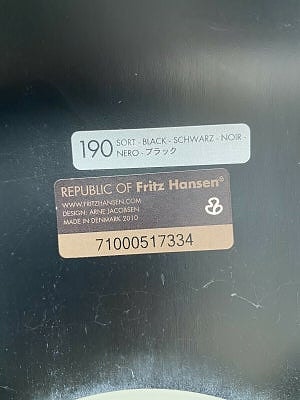 190 SORT - BLACK - SCHWARZ - NOIR -
NERO - ブラック
REPUBLIC OF Fritz Hansen®
WWW.FRITZHANSEN.COM
DESIGN: ARNE JACOBSEN
MADE IN DENMARK 2010
71000517334